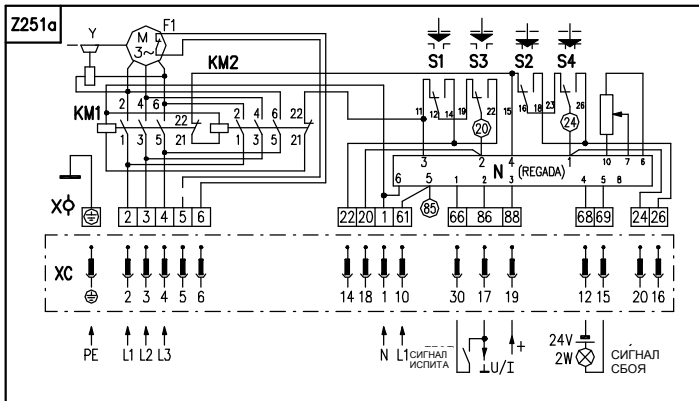 Z251a
Y M 3~ F1
KM2
S1 S3 S2 S4
KM1
2 4 6 22 2 4 6 22
1 3 5 21 1 3 5 21
11 12 14 19 22 15 16 18 23 26
20 24
3 2 4 1 10 7 6
N (REGADA)
6 5 1 2 3 4 5 8
85
X
2 3 4 5 6 22 20 1 61 66 86 88 68 69 24 26
XC
2 3 4 5 6 14 18 1 10 30 17 19 12 15 20 16
PE L1 L2 L3 N L1
СИГНАЛ
ИСПИТА
U/I
+
24V
2W
СИГНАЛ
СБОЯ